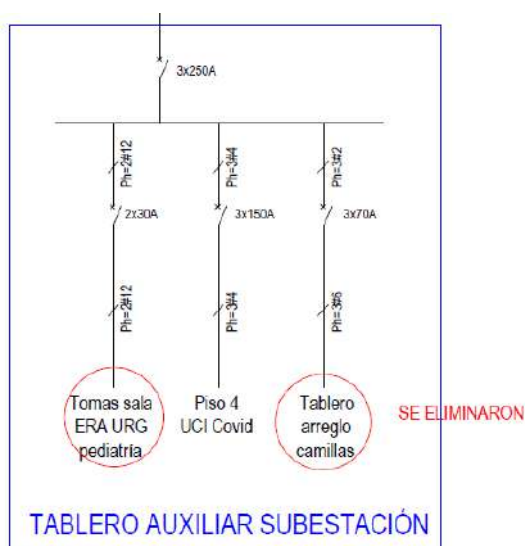 3x250A
Ph=2#12
Ph=3#4
Ph=3#2
2x30A
3x150A
3x70A
Ph=2#12
Ph=3#4
Ph=3#6
Tomas sala
ERA URG
pediatría
Piso 4
UCI Covid
Tablero
arreglo
camillas
SE ELIMINARON
TABLERO AUXILIAR SUBESTACIÓN